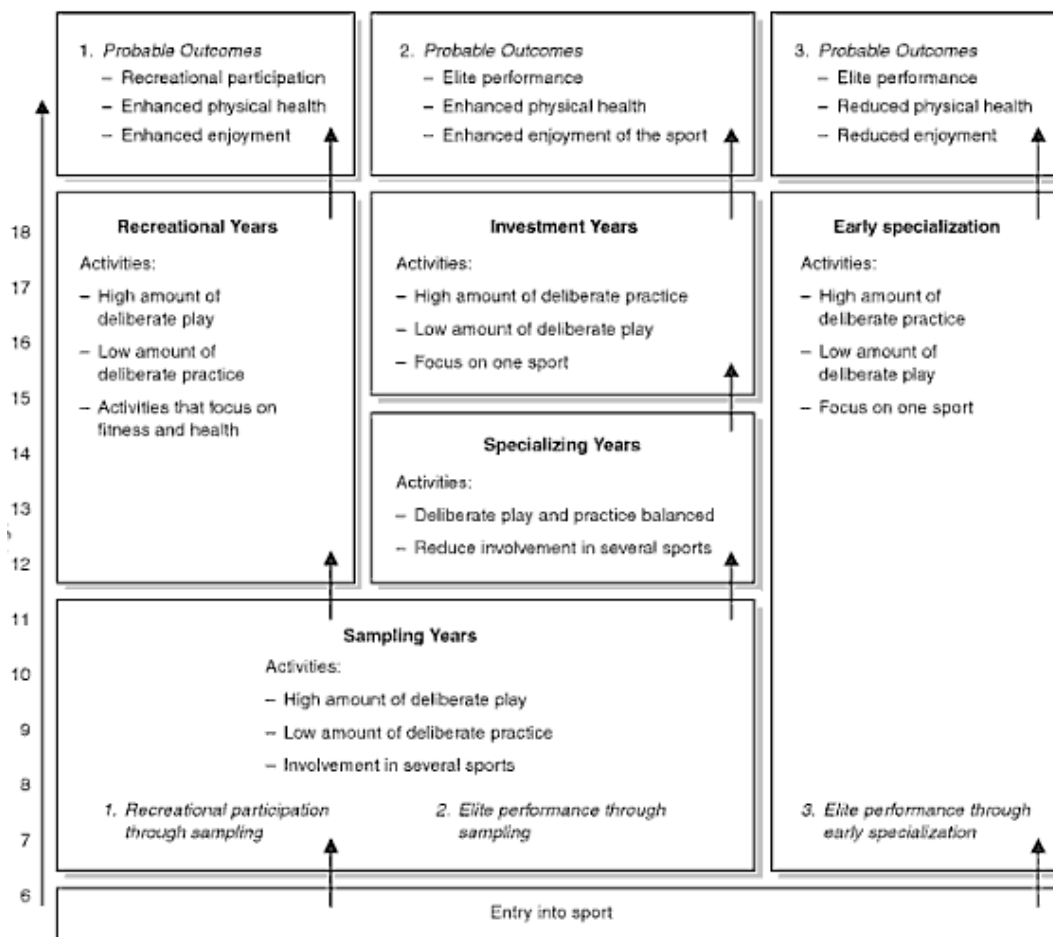 1. Probable Outcomes
– Recreational participation
– Enhanced physical health
– Enhanced enjoyment
2. Probable Outcomes
– Elite performance
– Enhanced physical health
– Enhanced enjoyment of the sport
3. Probable Outcomes
– Elite performance
– Reduced physical health
– Reduced enjoyment
18
17
16
15
14
13
12
11
10
9
8
7
6
Recreational Years
Activities:
– High amount of
deliberate play
– Low amount of
deliberate practice
– Activities that focus on
fitness and health
Investment Years
Activities:
– High amount of deliberate practice
– Low amount of deliberate play
– Focus on one sport
Specializing Years
Activities:
– Deliberate play and practice balanced
– Reduce involvement in several sports
Early specialization
Activities:
– High amount of
deliberate practice
– Low amount of
deliberate play
– Focus on one sport
Sampling Years
Activities:
– High amount of deliberate play
– Low amount of deliberate practice
– Involvement in several sports
1. Recreational participation
through sampling
2. Elite performance through
sampling
3. Elite performance through
early specialization
Entry into sport